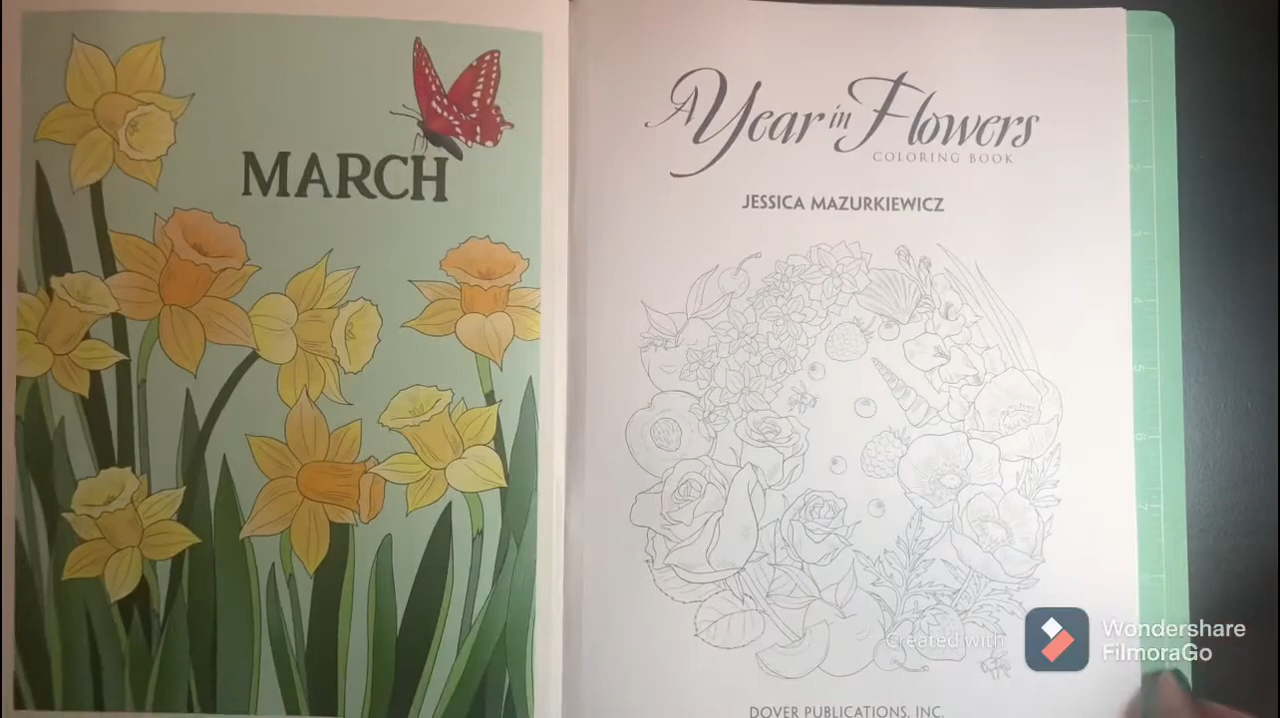 MARCH
A Year in Flowers
COLORING BOOK
JESSICA MAZURKIEWICZ
DOVER PUBLICATIONS, INC.
Created with
Wondershare
FilmoraGo